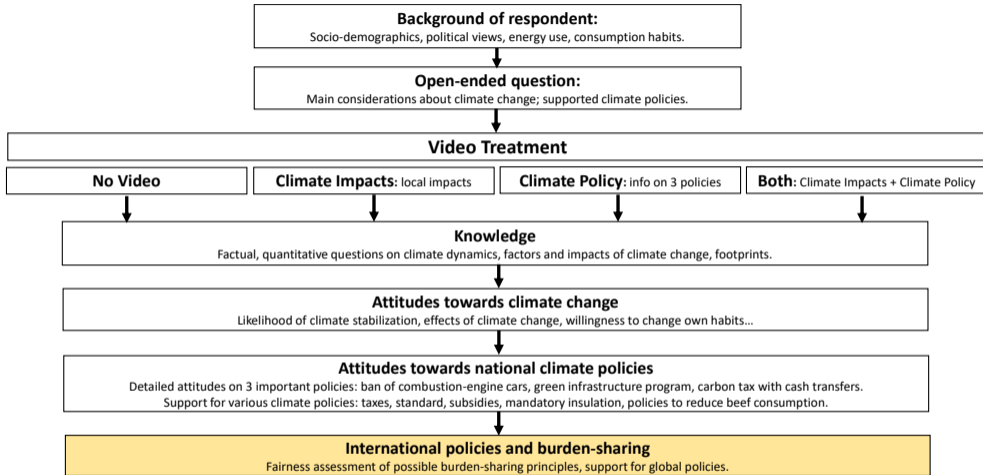 Background of respondent:
Socio-demographics, political views, energy use, consumption habits.
Open-ended question:
Main considerations about climate change; supported climate policies.
Video Treatment
No Video
Climate Impacts: local impacts
Climate Policy: info on 3 policies
Both: Climate Impacts + Climate Policy
Knowledge
Factual, quantitative questions on climate dynamics, factors and impacts of climate change, footprints.
Attitudes towards climate change
Likelihood of climate stabilization, effects of climate change, willingness to change own habits...
Attitudes towards national climate policies
Detailed attitudes on 3 important policies: ban of combustion-engine cars, green infrastructure program, carbon tax with cash transfers.
Support for various climate policies: taxes, standard, subsidies, mandatory insulation, policies to reduce beef consumption.
International policies and burden-sharing
Fairness assessment of possible burden-sharing principles, support for global policies.